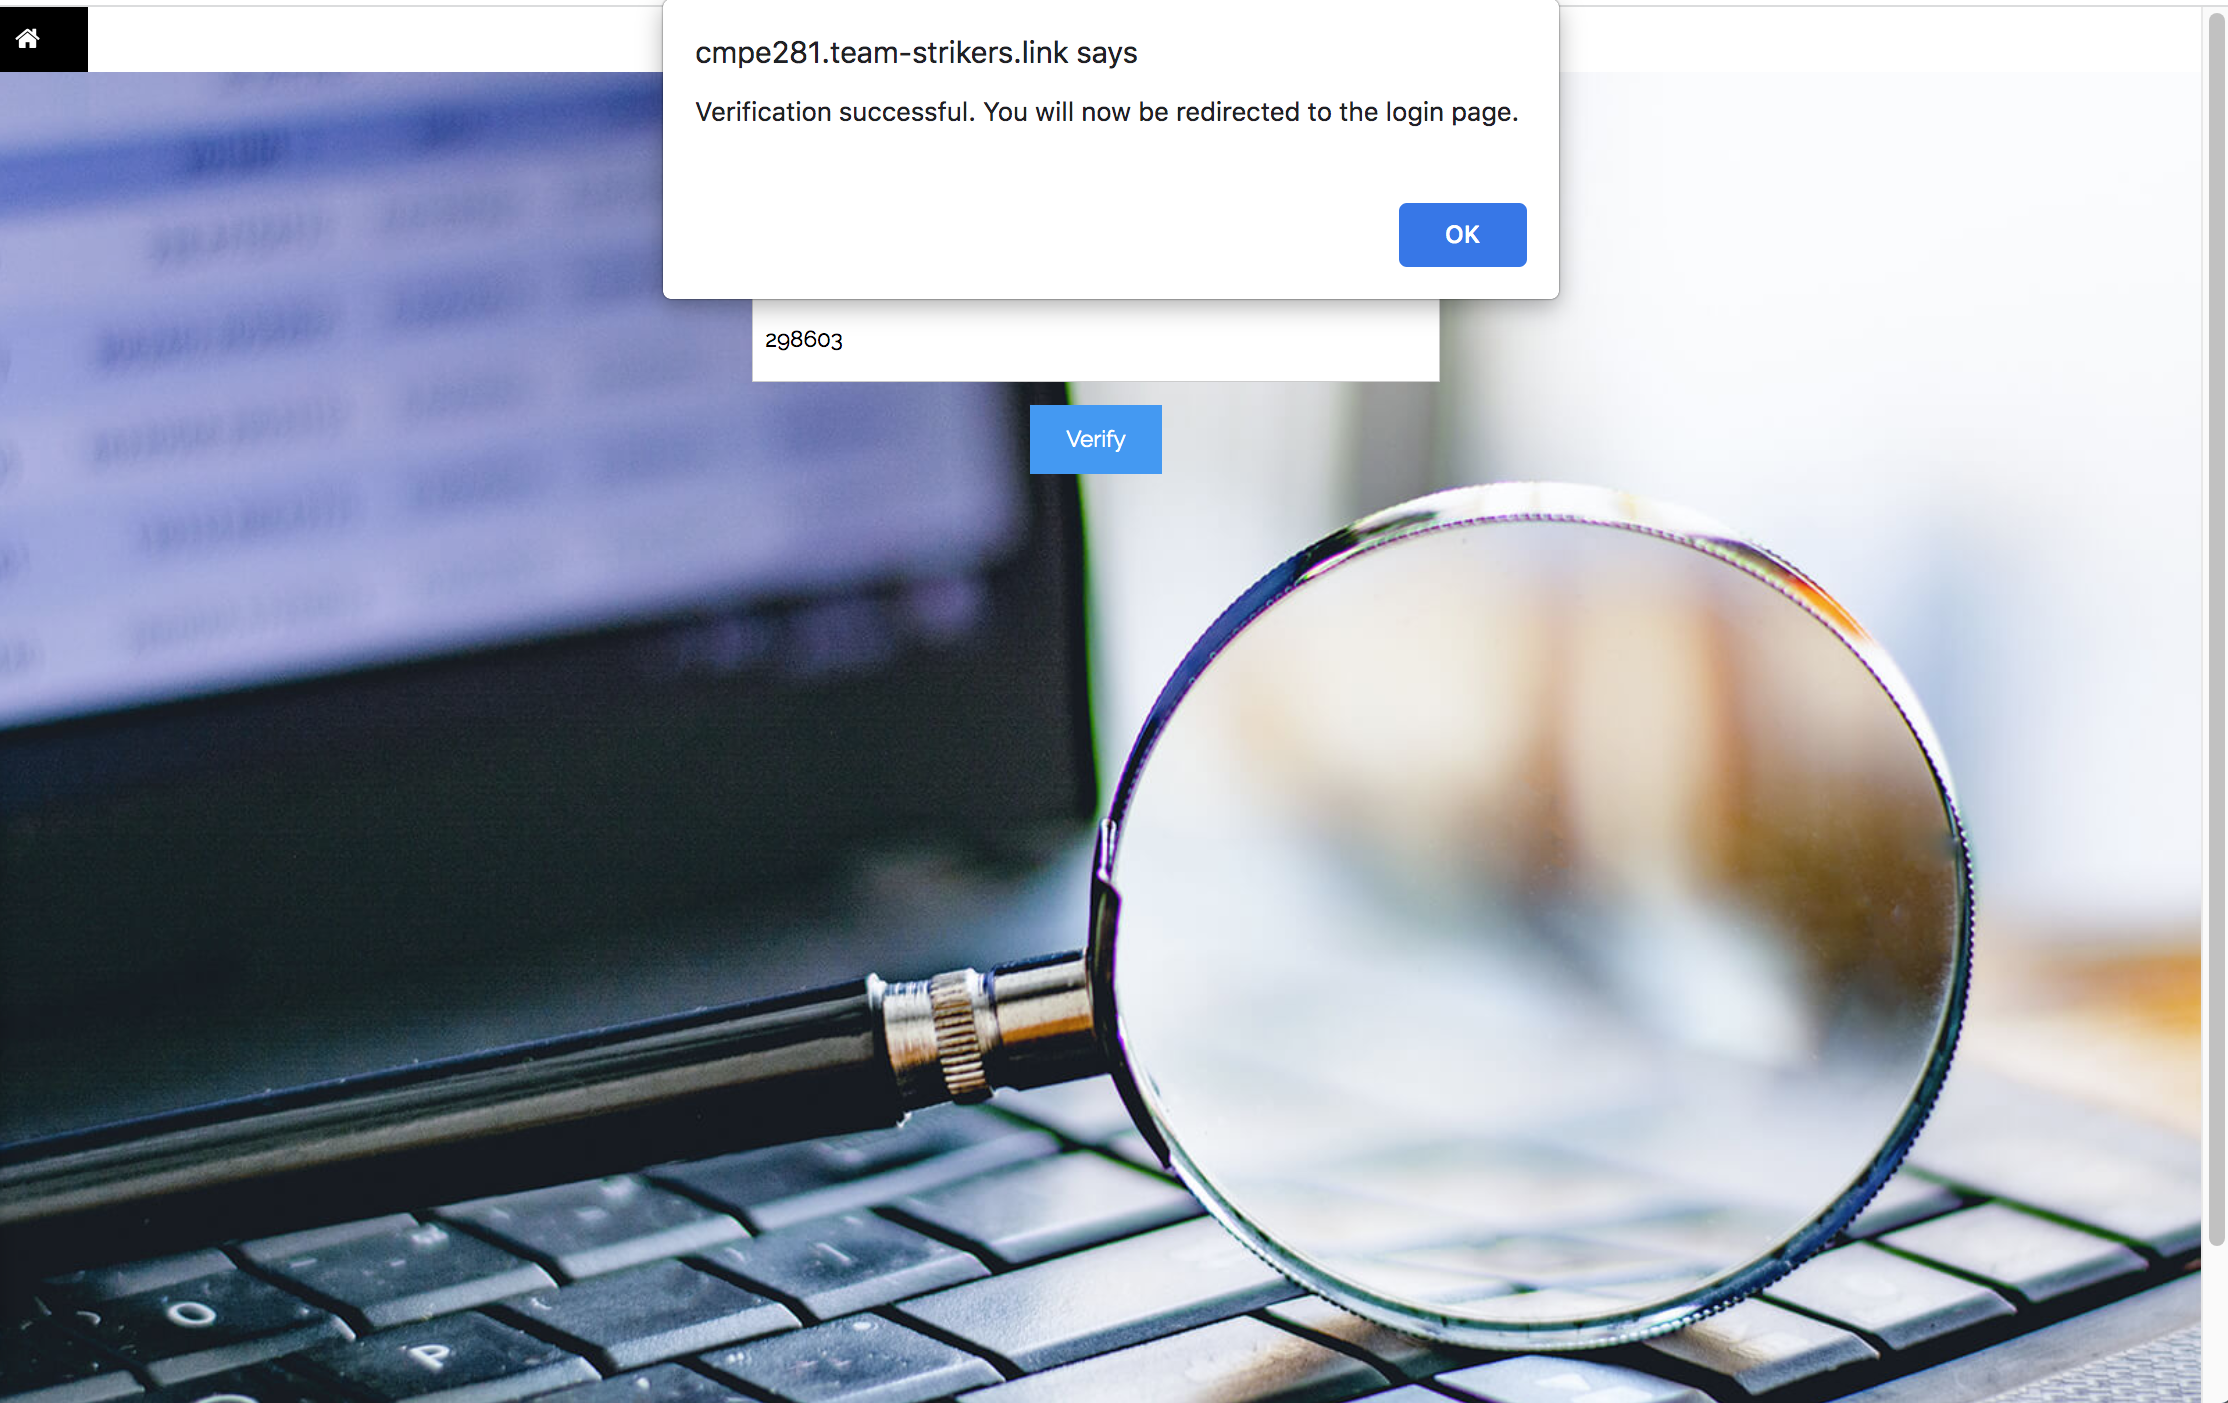 cmpe281.team-strikers.link says
Verification successful. You will now be redirected to the login page.
OK
298603
Verify
O
P